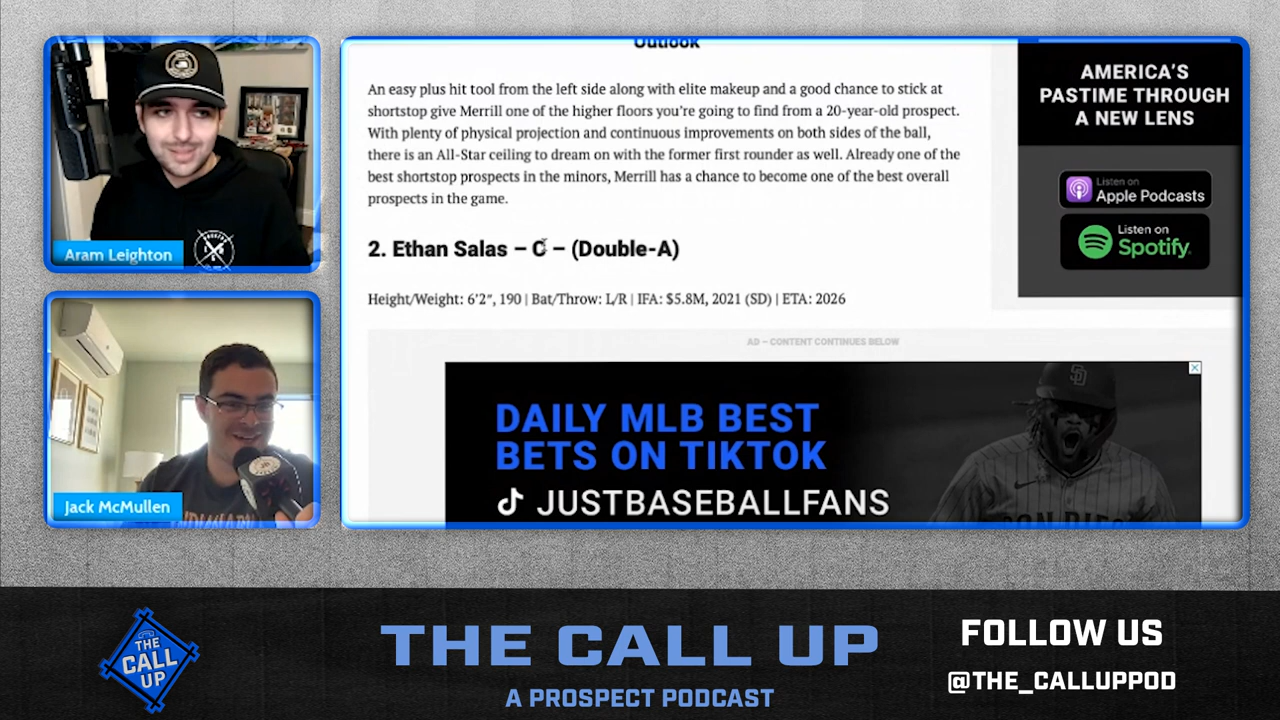 Aram Leighton
Jack McMullen
Outlook
An easy plus hit tool from the left side along with elite makeup and a good chance to stick at
shortstop give Merrill one of the higher floors you're going to find from a 20-year-old prospect.
With plenty of physical projection and continuous improvements on both sides of the ball,
there is an All-Star ceiling to dream on with the former first rounder as well. Already one of the
best shortstop prospects in the minors, Merrill has a chance to become one of the best overall
prospects in the game.
2. Ethan Salas – C – (Double-A)
Height/Weight: 6'2", 190 | Bat/Throw: L/R | IFA: $5.8M, 2021 (SD) | ETA: 2026
AD – CONTENT CONTINUES BELOW
DAILY MLB BEST
BETS ON TIKTOK
JUSTBASEBALLFANS
SD
SAN DIEGO
AMERICA'S
PASTIME THROUGH
A NEW LENS
Listen on
Apple Podcasts
Listen on
Spotify
THE
CALL
UP
THE CALL UP
A PROSPECT PODCAST
FOLLOW US
@THE_CALLUPPOD